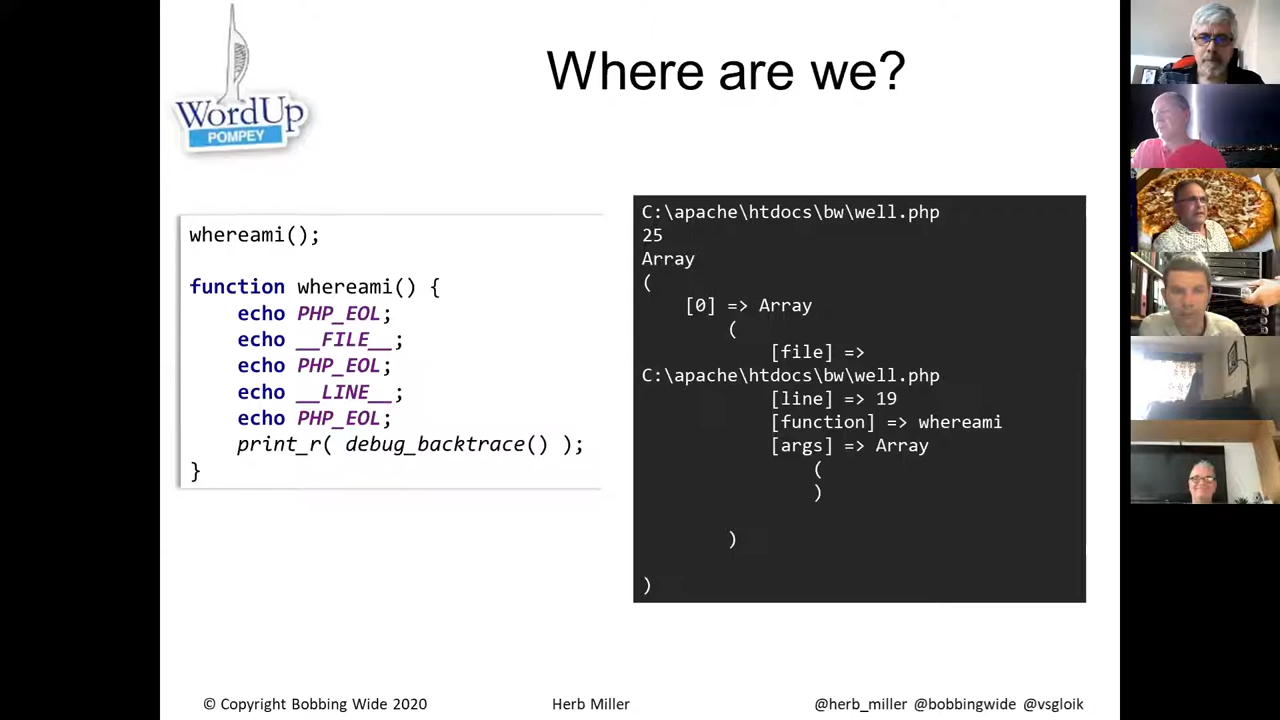 WordUp
POMPEY
Where are we?
whereami();
function whereami() {
echo PHP_EOL;
echo __FILE__;
echo PHP_EOL;
echo __LINE__;
echo PHP_EOL;
print_r( debug_backtrace() );
}
C:\apache\htdocs\bw\well.php
25
Array
(
[0] => Array
(
[file] =>
C:\apache\htdocs\bw\well.php
[line] => 19
[function] => whereami
[args] => Array
(
)
)
)
© Copyright Bobbing Wide 2020
Herb Miller
@herb_miller @bobbingwide @vsgloik